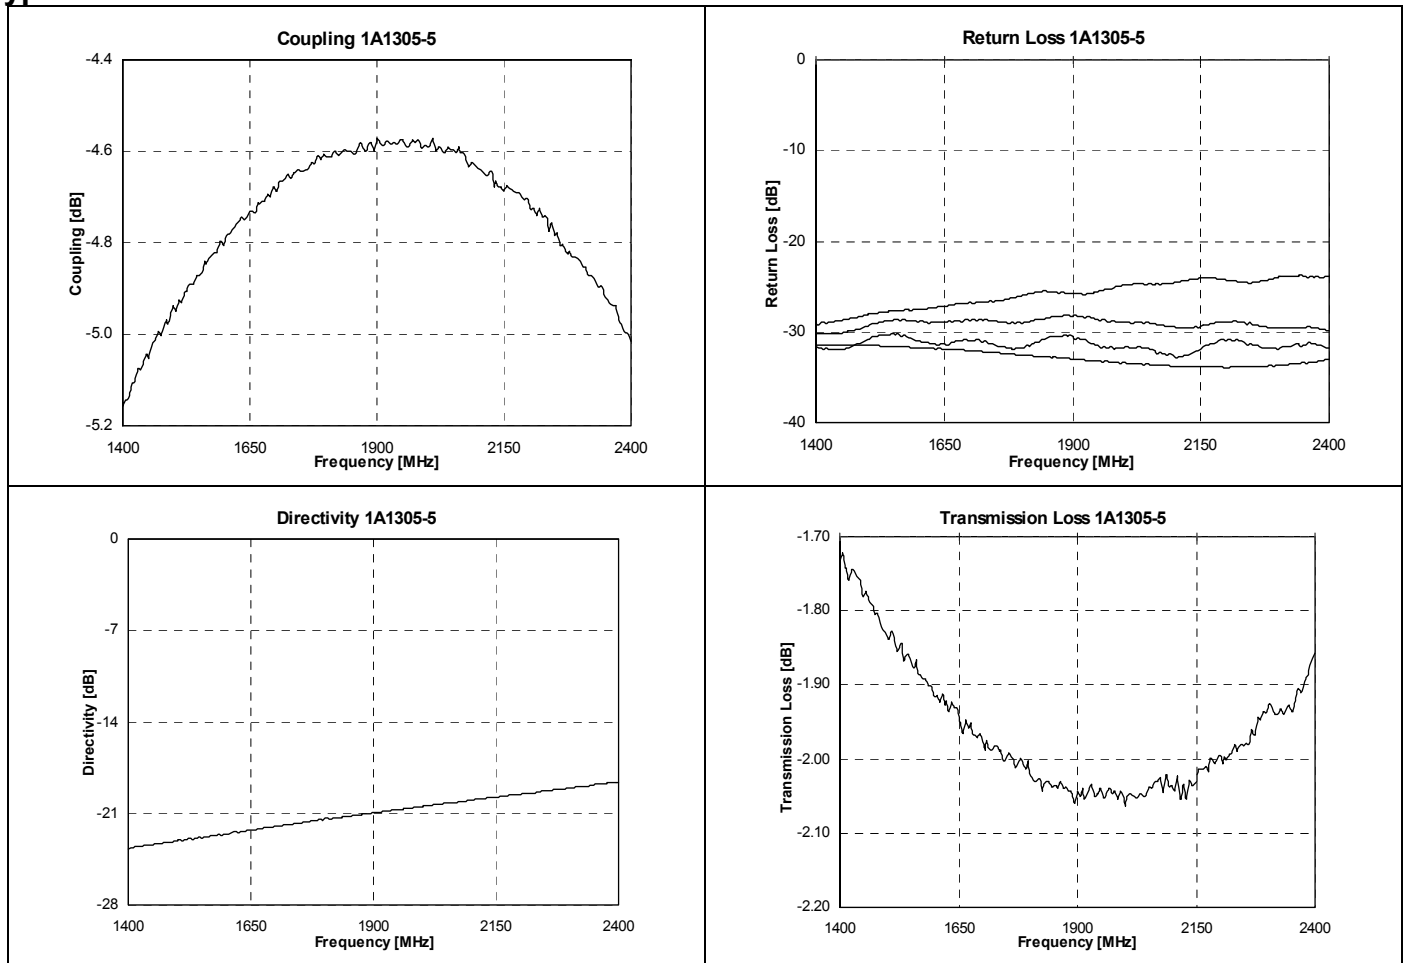 Coupling 1A1305-5
-4.4
-4.6
-4.8
-5.0
-5.2
Coupling [dB]
1400 1650 1900 2150 2400
Frequency [MHz]
Return Loss 1A1305-5
0
-10
-20
-30
-40
Return Loss [dB]
1400 1650 1900 2150 2400
Frequency [MHz]
Directivity 1A1305-5
0
-7
-14
-21
-28
Directivity [dB]
1400 1650 1900 2150 2400
Frequency [MHz]
Transmission Loss 1A1305-5
-1.70
-1.80
-1.90
-2.00
-2.10
-2.20
Transmission Loss [dB]
1400 1650 1900 2150 2400
Frequency [MHz]